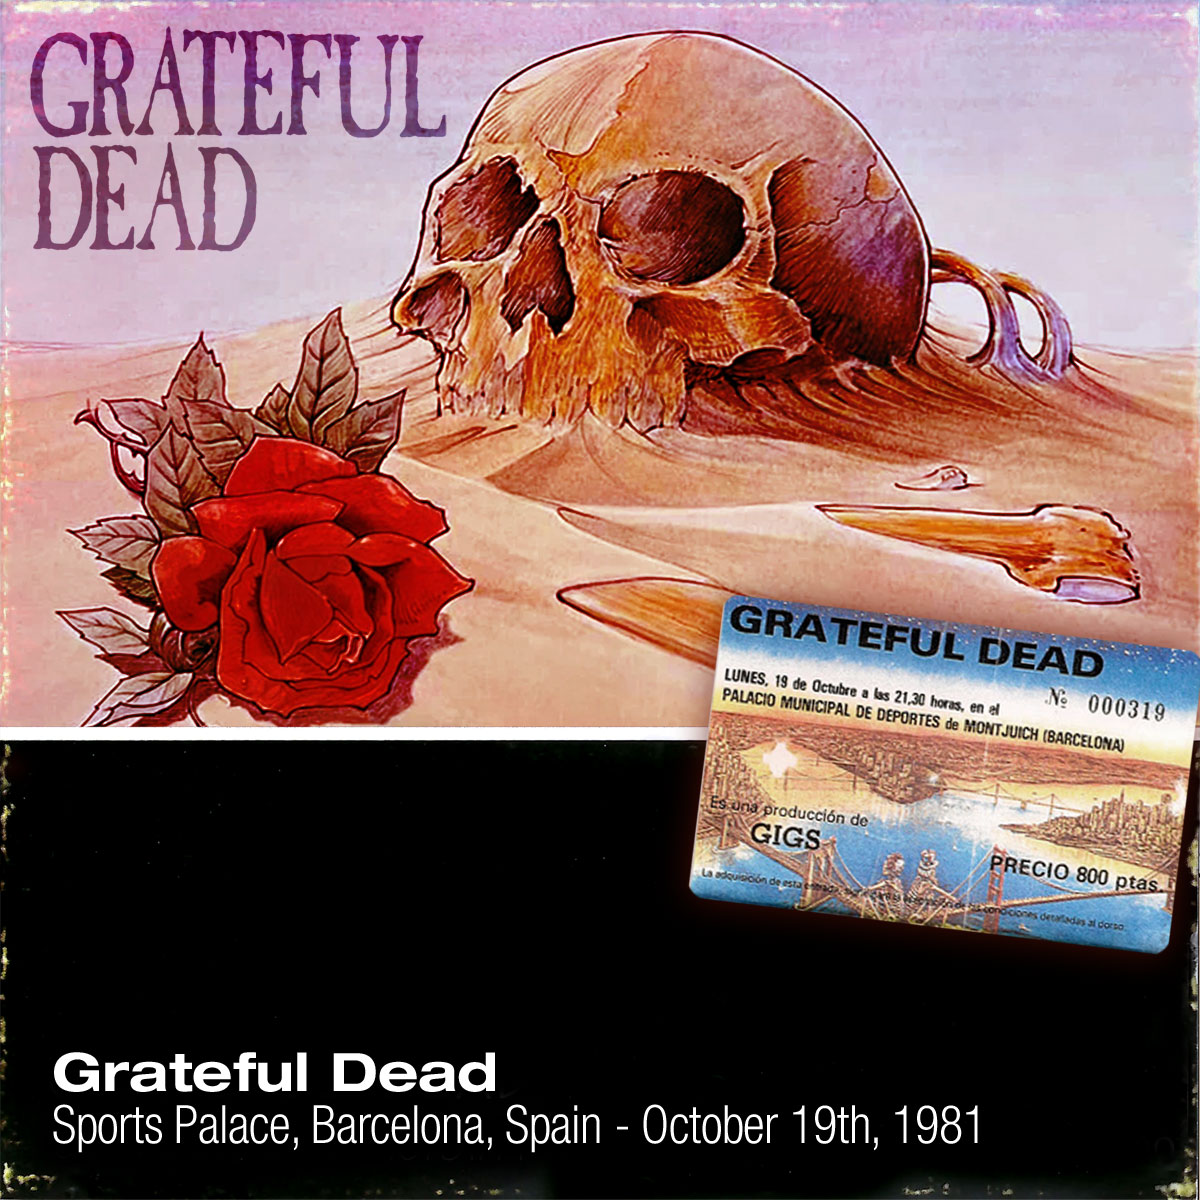 GRATEFUL
DEAD
GRATEFUL DEAD
LUNES, 19 de Octubre a las 21,30 horas, en el
Nº 000319
PALACIO MUNICIPAL DE DEPORTES de MONTJUICH (BARCELONA)
Es una producción de
GIGS
PRECIO 800 ptas.
La adquisición de esta entrada de las condiciones detalladas al dorso
Grateful Dead
Sports Palace, Barcelona, Spain - October 19th, 1981